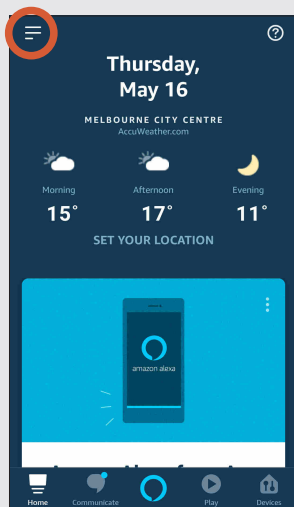 Thursday,
May 16
MELBOURNE CITY CENTRE
AccuWeather.com
Morning Afternoon Evening
15° 17° 11°
SET YOUR LOCATION
amazon alexa
Home Communicate Play Devices